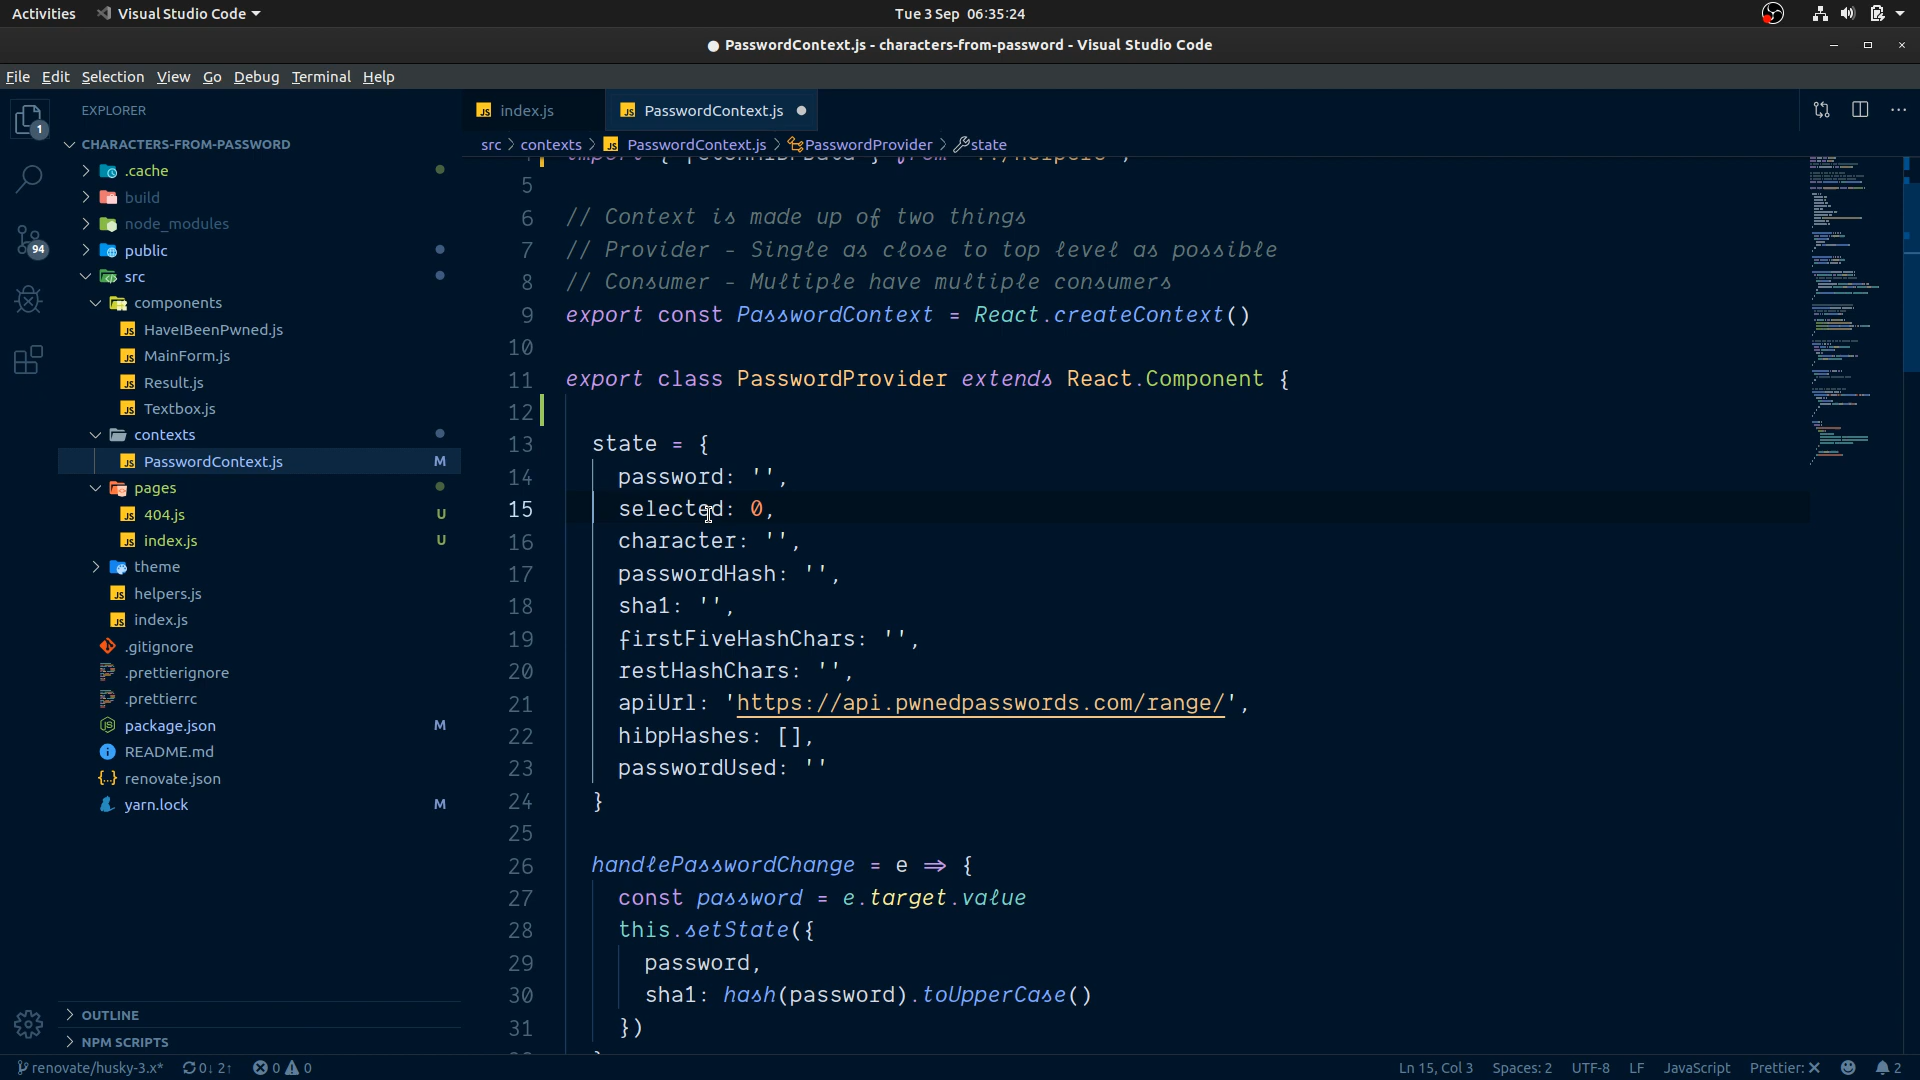 Activities Visual Studio Code Tue 3 Sep 06:35:24
● PasswordContext.js - characters-from-password - Visual Studio Code
File Edit Selection View Go Debug Terminal Help
EXPLORER
1
94
CHARACTERS-FROM-PASSWORD
.cache
build
node_modules
public
src
components
HaveIBeenPwned.js
MainForm.js
Result.js
Textbox.js
contexts
PasswordContext.js M
pages
404.js U
index.js U
theme
helpers.js
index.js
.gitignore
.prettierignore
.prettierrc
package.json M
README.md
renovate.json
yarn.lock M
OUTLINE
NPM SCRIPTS
index.js PasswordContext.js ●
src > contexts > PasswordContext.js > PasswordProvider > state
5
6 // Context is made up of two things
7 // Provider - Single as close to top level as possible
8 // Consumer - Multiple have multiple consumers
9 export const PasswordContext = React.createContext()
10
11 export class PasswordProvider extends React.Component {
12
13 state = {
14 password: '',
15 selected: 0,
16 character: '',
17 passwordHash: '',
18 sha1: '',
19 firstFiveHashChars: '',
20 restHashChars: '',
21 apiUrl: 'https://api.pwnedpasswords.com/range/',
22 hibpHashes: [],
23 passwordUsed: ''
24 }
25
26 handlePasswordChange = e => {
27 const password = e.target.value
28 this.setState({
29 password,
30 sha1: hash(password).toUpperCase()
31 })
renovate/husky-3.x* 0↓ 2↑ 0 0 Ln 15, Col 3 Spaces: 2 UTF-8 LF JavaScript Prettier: ✕ 2